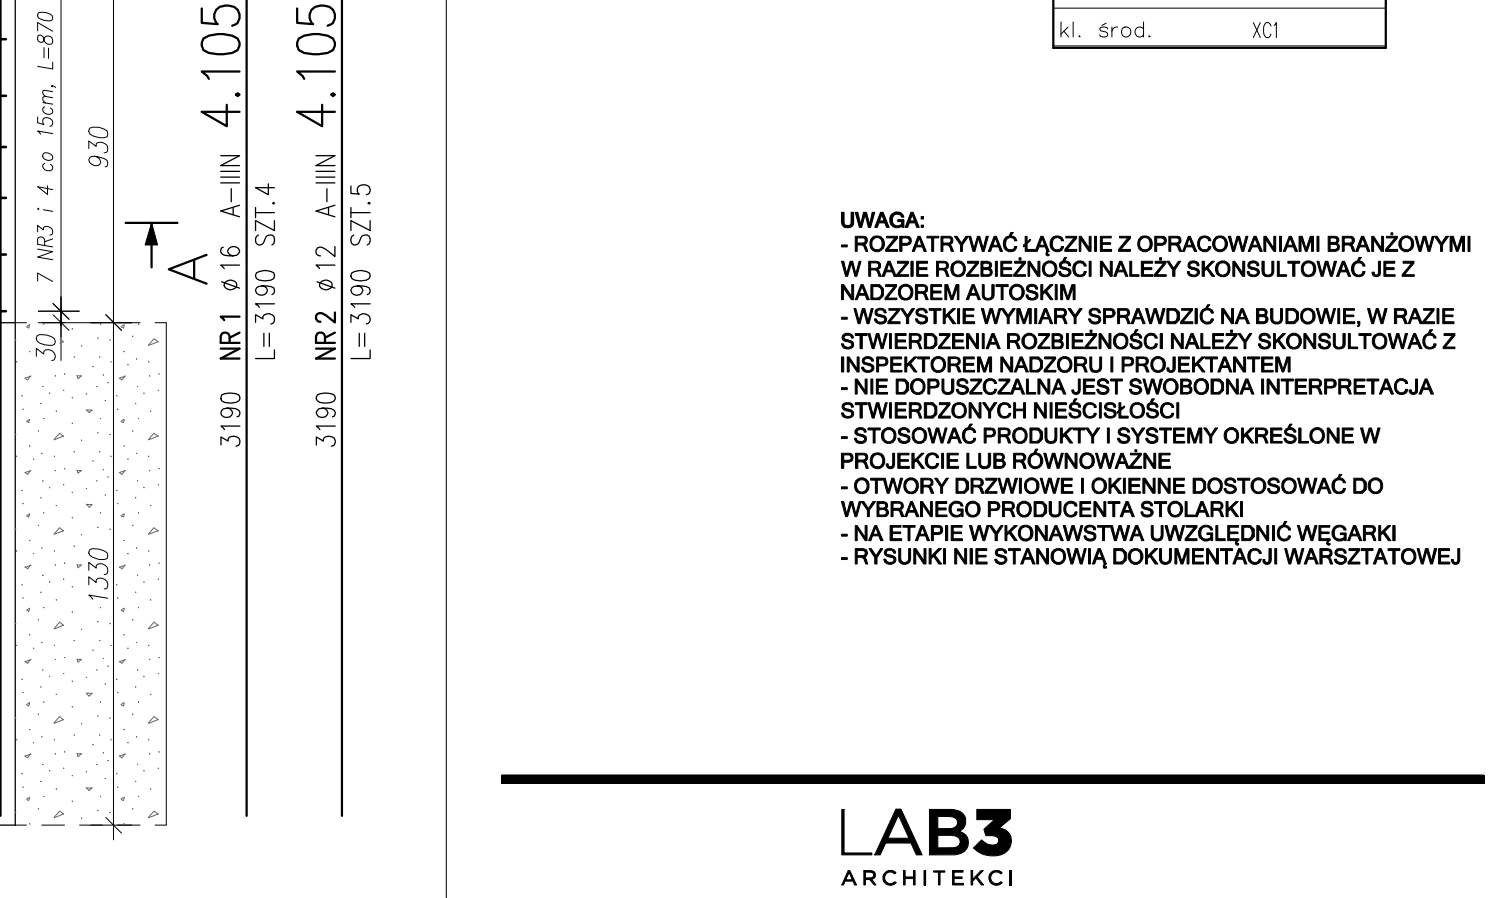 kl. środ. XC1
7 NR3 i 4 co 15cm, L=870
30
930
1330
A
3190 NR1 ø16 A-IIIN 4.105
L=3190 SZT.4
3190 NR2 ø12 A-IIIN 4.105
L=3190 SZT.5
UWAGA:
- ROZPATRYWAĆ ŁĄCZNIE Z OPRACOWANIAMI BRANŻOWYMI
W RAZIE ROZBIEŻNOŚCI NALEŻY SKONSULTOWAĆ JE Z
NADZOREM AUTOSKIM
- WSZYSTKIE WYMIARY SPRAWDZIĆ NA BUDOWIE, W RAZIE
STWIERDZENIA ROZBIEŻNOŚCI NALEŻY SKONSULTOWAĆ Z
INSPEKTOREM NADZORU I PROJEKTANTEM
- NIE DOPUSZCZALNA JEST SWOBODNA INTERPRETACJA
STWIERDZONYCH NIEŚCISŁOŚCI
- STOSOWAĆ PRODUKTY I SYSTEMY OKREŚLONE W
PROJEKCIE LUB RÓWNOWAŻNE
- OTWORY DRZWIOWE I OKIENNE DOSTOSOWAĆ DO
WYBRANEGO PRODUCENTA STOLARKI
- NA ETAPIE WYKONAWSTWA UWZGLĘDNIĆ WĘGARKI
- RYSUNKI NIE STANOWIĄ DOKUMENTACJI WARSZTATOWEJ
LAB3
ARCHITEKCI